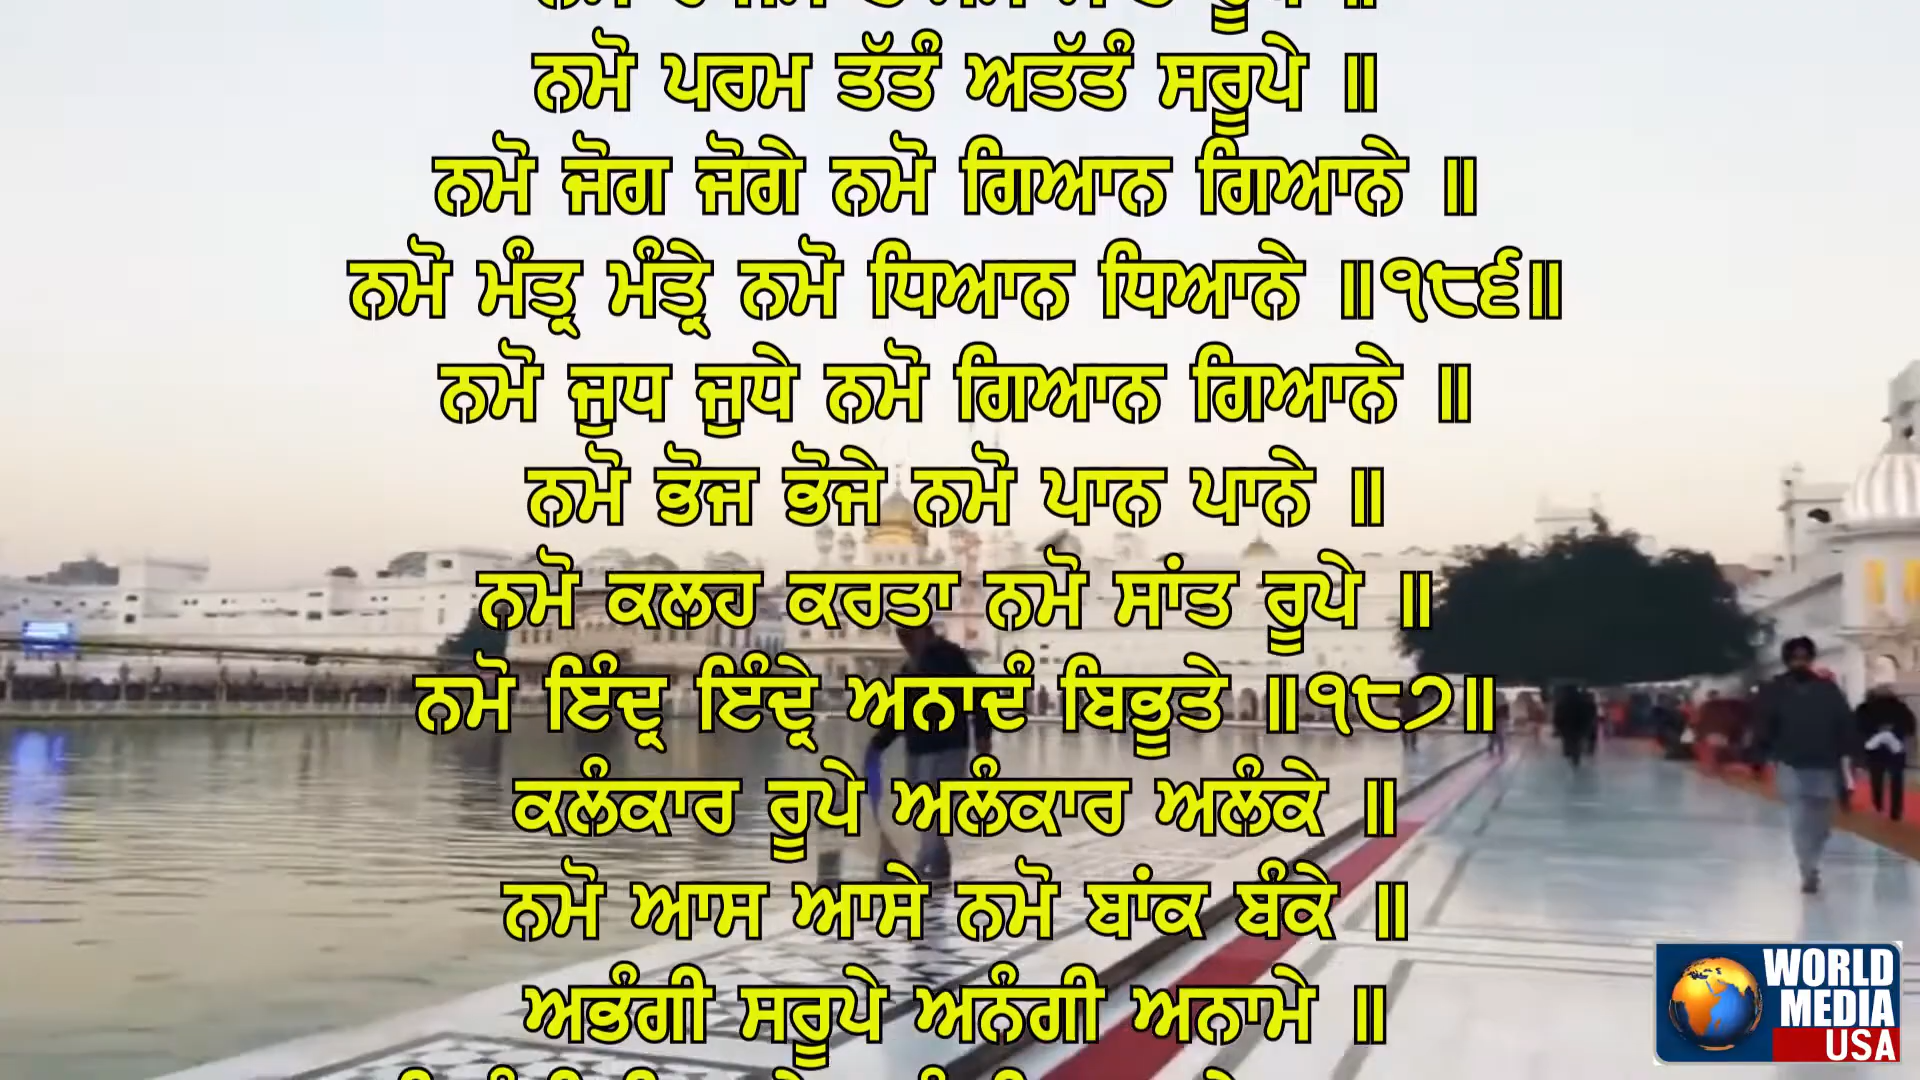 ਨਮੋ ਪਰਮ ਤੱਤੰ ਅਤੱਤੰ ਸਰੂਪੇ ॥
ਨਮੋ ਜੋਗ ਜੋਗੇ ਨਮੋ ਗਿਆਨ ਗਿਆਨੇ ॥
ਨਮੋ ਮੰਤ੍ਰ ਮੰਤ੍ਰੇ ਨਮੋ ਧਿਆਨ ਧਿਆਨੇ ॥੧੮੬॥
ਨਮੋ ਜੁਧ ਜੁਧੇ ਨਮੋ ਗਿਆਨ ਗਿਆਨੇ ॥
ਨਮੋ ਭੋਜ ਭੋਜੇ ਨਮੋ ਪਾਨ ਪਾਨੇ ॥
ਨਮੋ ਕਲਹ ਕਰਤਾ ਨਮੋ ਸਾਂਤ ਰੂਪੇ ॥
ਨਮੋ ਇੰਦ੍ਰ ਇੰਦ੍ਰੇ ਅਨਾਦੰ ਬਿਭੂਤੇ ॥੧੮੭॥
ਕਲੰਕਾਰ ਰੂਪੇ ਅਲੰਕਾਰ ਅਲੰਕੇ ॥
ਨਮੋ ਆਸ ਆਸੇ ਨਮੋ ਬਾਂਕ ਬੰਕੇ ॥
ਅਭੰਗੀ ਸਰੂਪੇ ਅਨੰਗੀ ਅਨਾਮੇ ॥
WORLD
MEDIA
USA